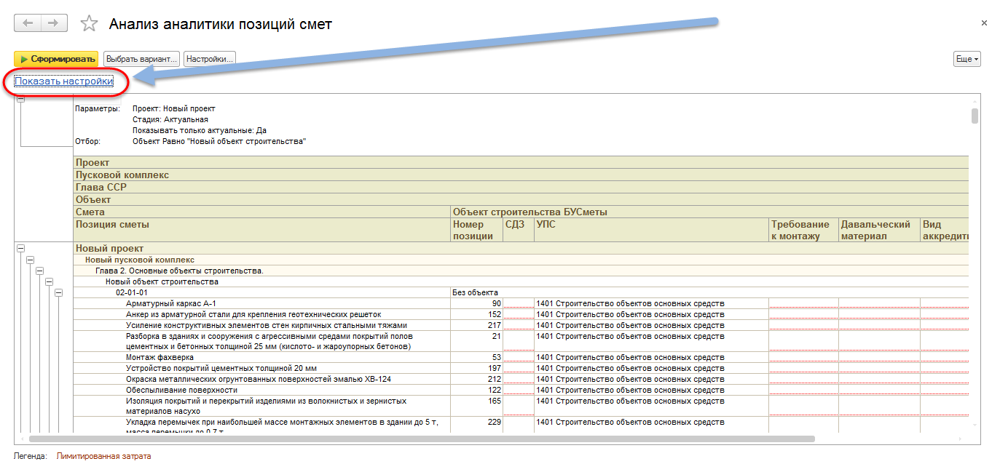 Анализ аналитики позиций смет
Сформировать Выбрать вариант... Настройки... Еще
Показать настройки
Параметры: Проект: Новый проект
Стадия: Актуальная
Показывать только актуальные: Да
Отбор: Объект Равно "Новый объект строительства"
Проект
Пусковой комплекс
Глава ССР
Объект
Смета Объект строительства БУСметы
Позиция сметы Номер СДЗ УПС Требование Давальческий Вид
позиции к монтажу материал аккредити
Новый проект
Новый пусковой комплекс
Глава 2. Основные объекты строительства.
Новый объект строительства
02-01-01 Без объекта
Арматурный каркас А-1 90 1401 Строительство объектов основных средств
Анкер из арматурной стали для крепления геотехнических решеток 152 1401 Строительство объектов основных средств
Усиление конструктивных элементов стен кирпичных стальными тяжами 217 1401 Строительство объектов основных средств
Разборка в зданиях и сооружения с агрессивными средами покрытий полов 21 1401 Строительство объектов основных средств
цементных и бетонных толщиной 25 мм (кислото- и жароупорных бетонов)
Монтаж фахверка 53 1401 Строительство объектов основных средств
Устройство покрытий цементных толщиной 20 мм 197 1401 Строительство объектов основных средств
Окраска металлических огрунтованных поверхностей эмалью ХВ-124 212 1401 Строительство объектов основных средств
Обеспыливание поверхности 122 1401 Строительство объектов основных средств
Изоляция покрытий и перекрытий изделиями из волокнистых и зернистых 165 1401 Строительство объектов основных средств
материалов насухо
Укладка перемычек при наибольшей массе монтажных элементов в здании до 5 т, 229 1401 Строительство объектов основных средств
масса перемычки до 0,7 т
Легенда: Лимитированная затрата